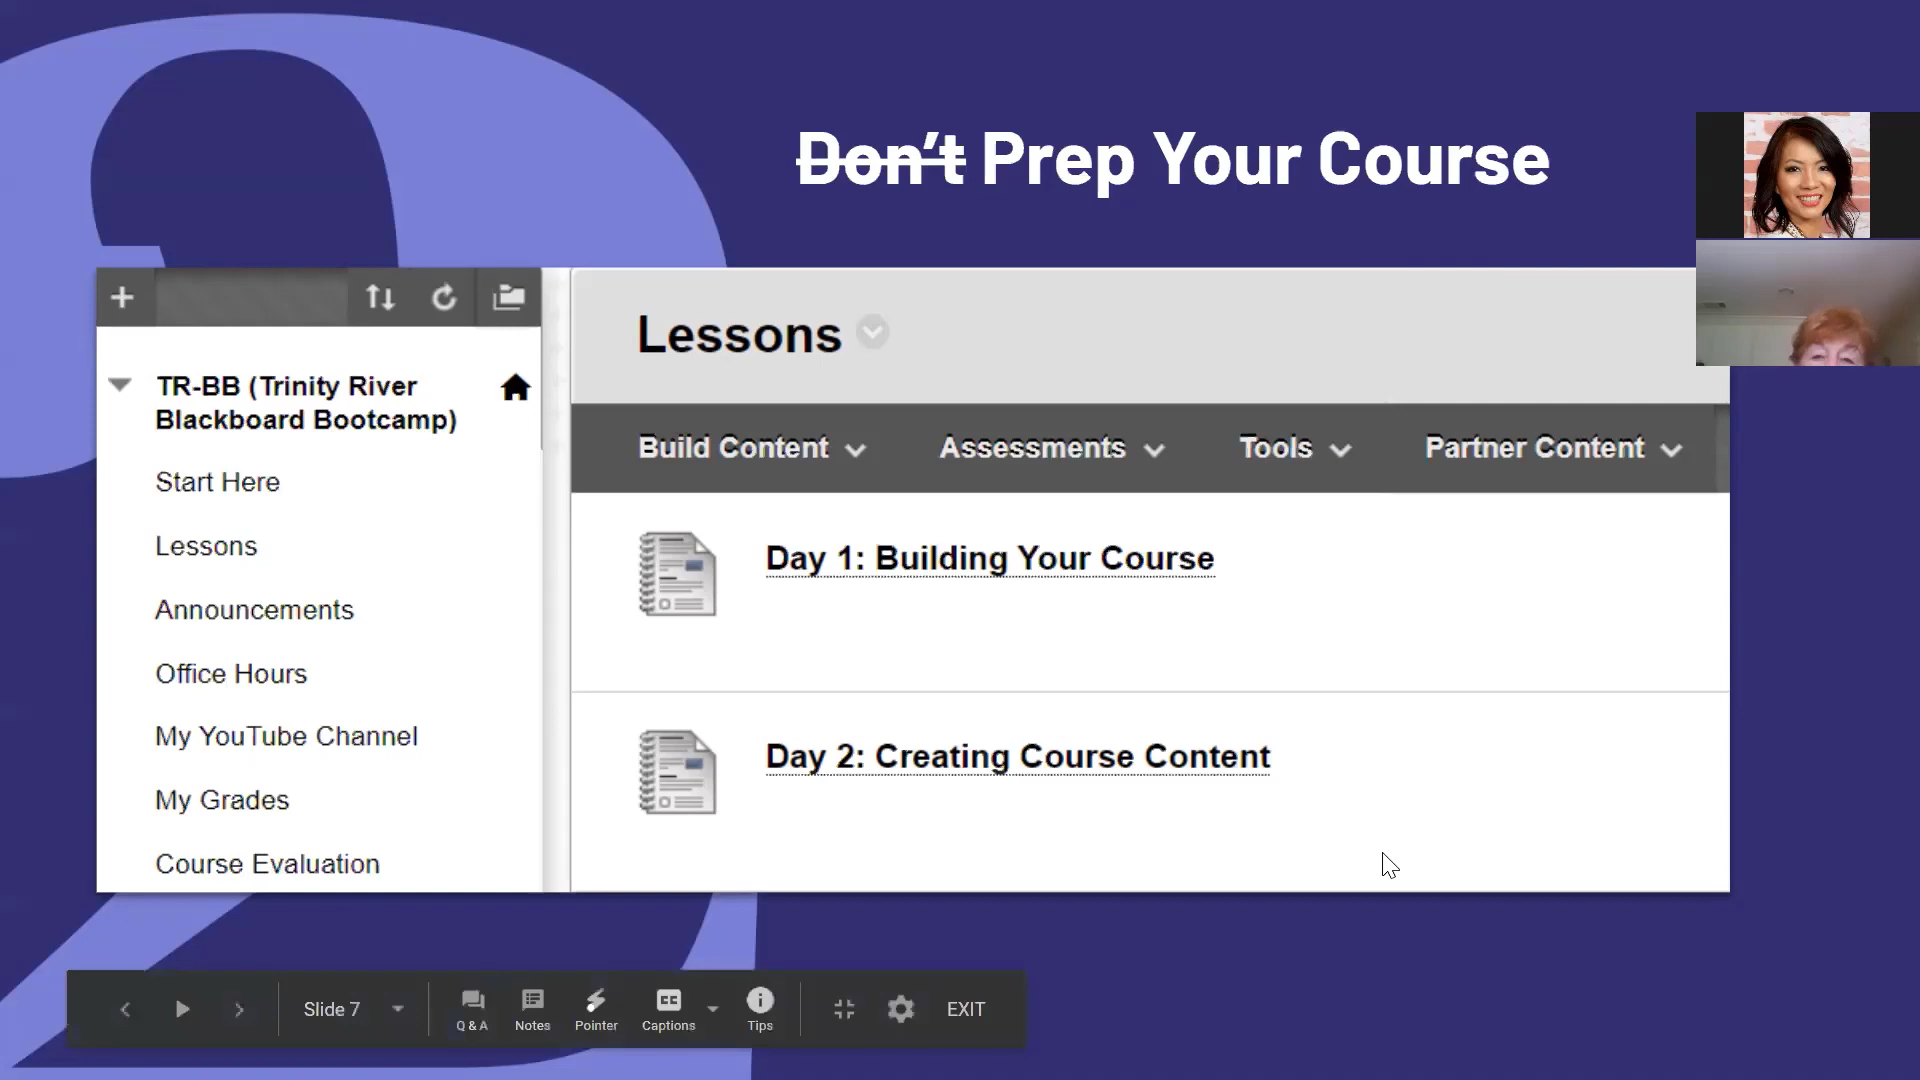 Don't Prep Your Course
TR-BB (Trinity River
Blackboard Bootcamp)
Start Here
Lessons
Announcements
Office Hours
My YouTube Channel
My Grades
Course Evaluation
Lessons
Build Content
Assessments
Tools
Partner Content
Day 1: Building Your Course
Day 2: Creating Course Content
Slide 7
Q & A
Notes
Pointer
CC
Captions
Tips
EXIT